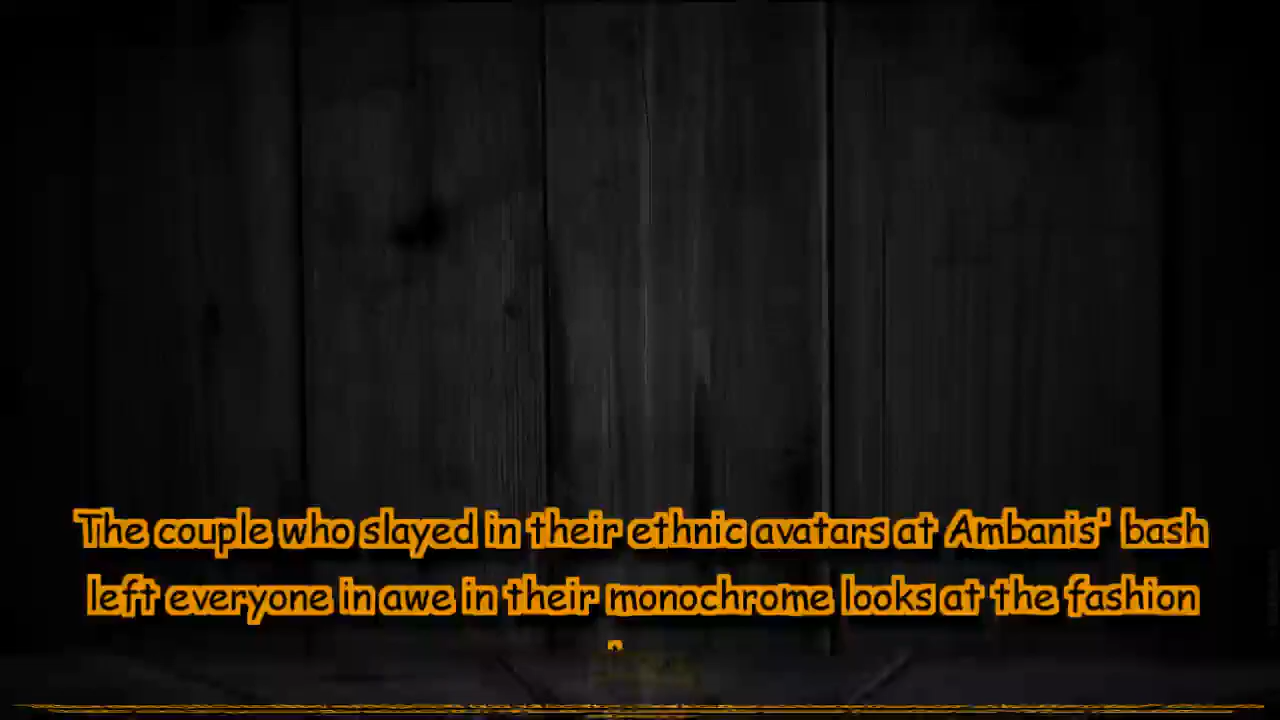 The couple who slayed in their ethnic avatars at Ambanis' bash
left everyone in awe in their monochrome looks at the fashion